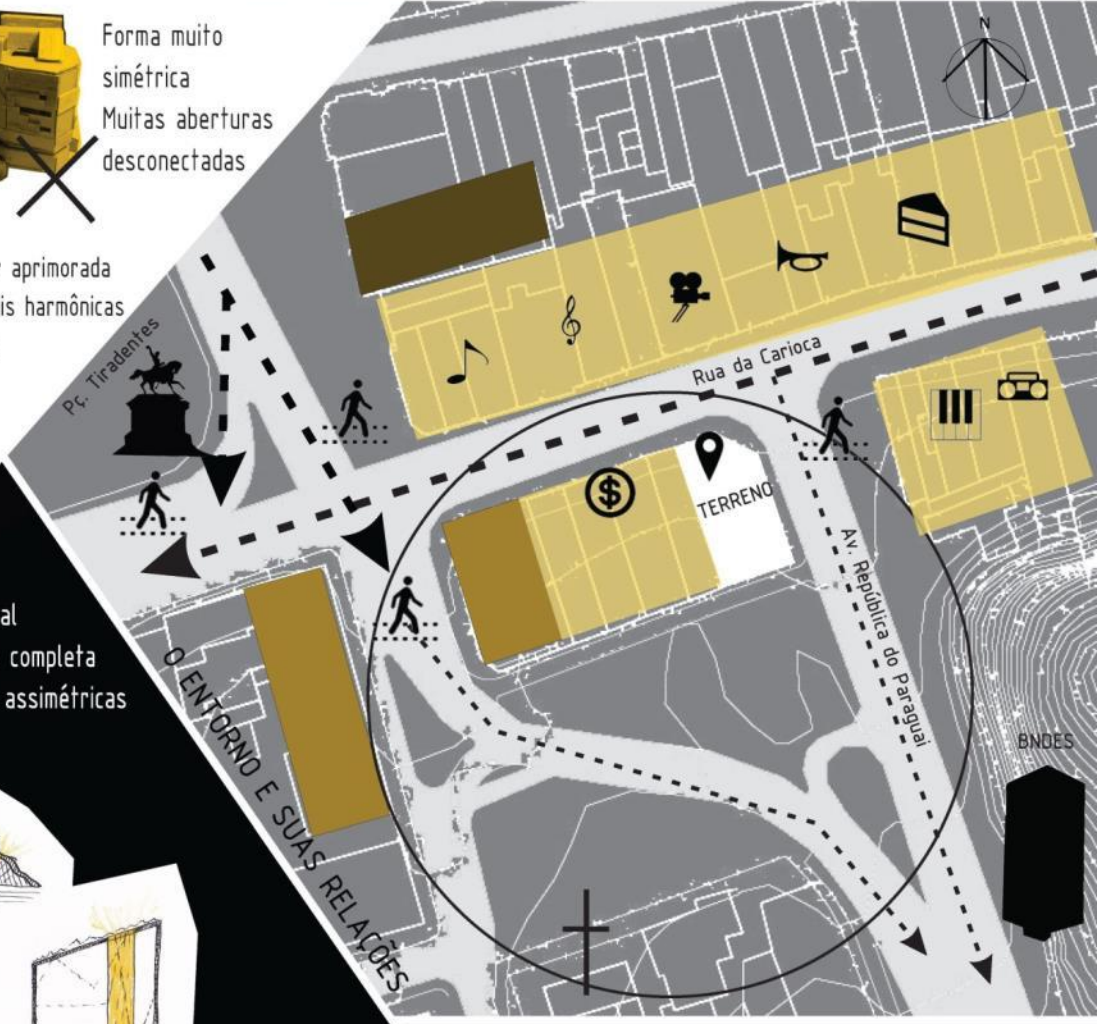 Forma muito
simétrica
Muitas aberturas
desconectadas
aprimorada
harmônicas
Pç. Tiradentes
N
Rua da Carioca
$
TERRENO
Av. República do Paraguai
BNDES
completa
assimétricas
O ENTORNO E SUAS RELAÇÕES